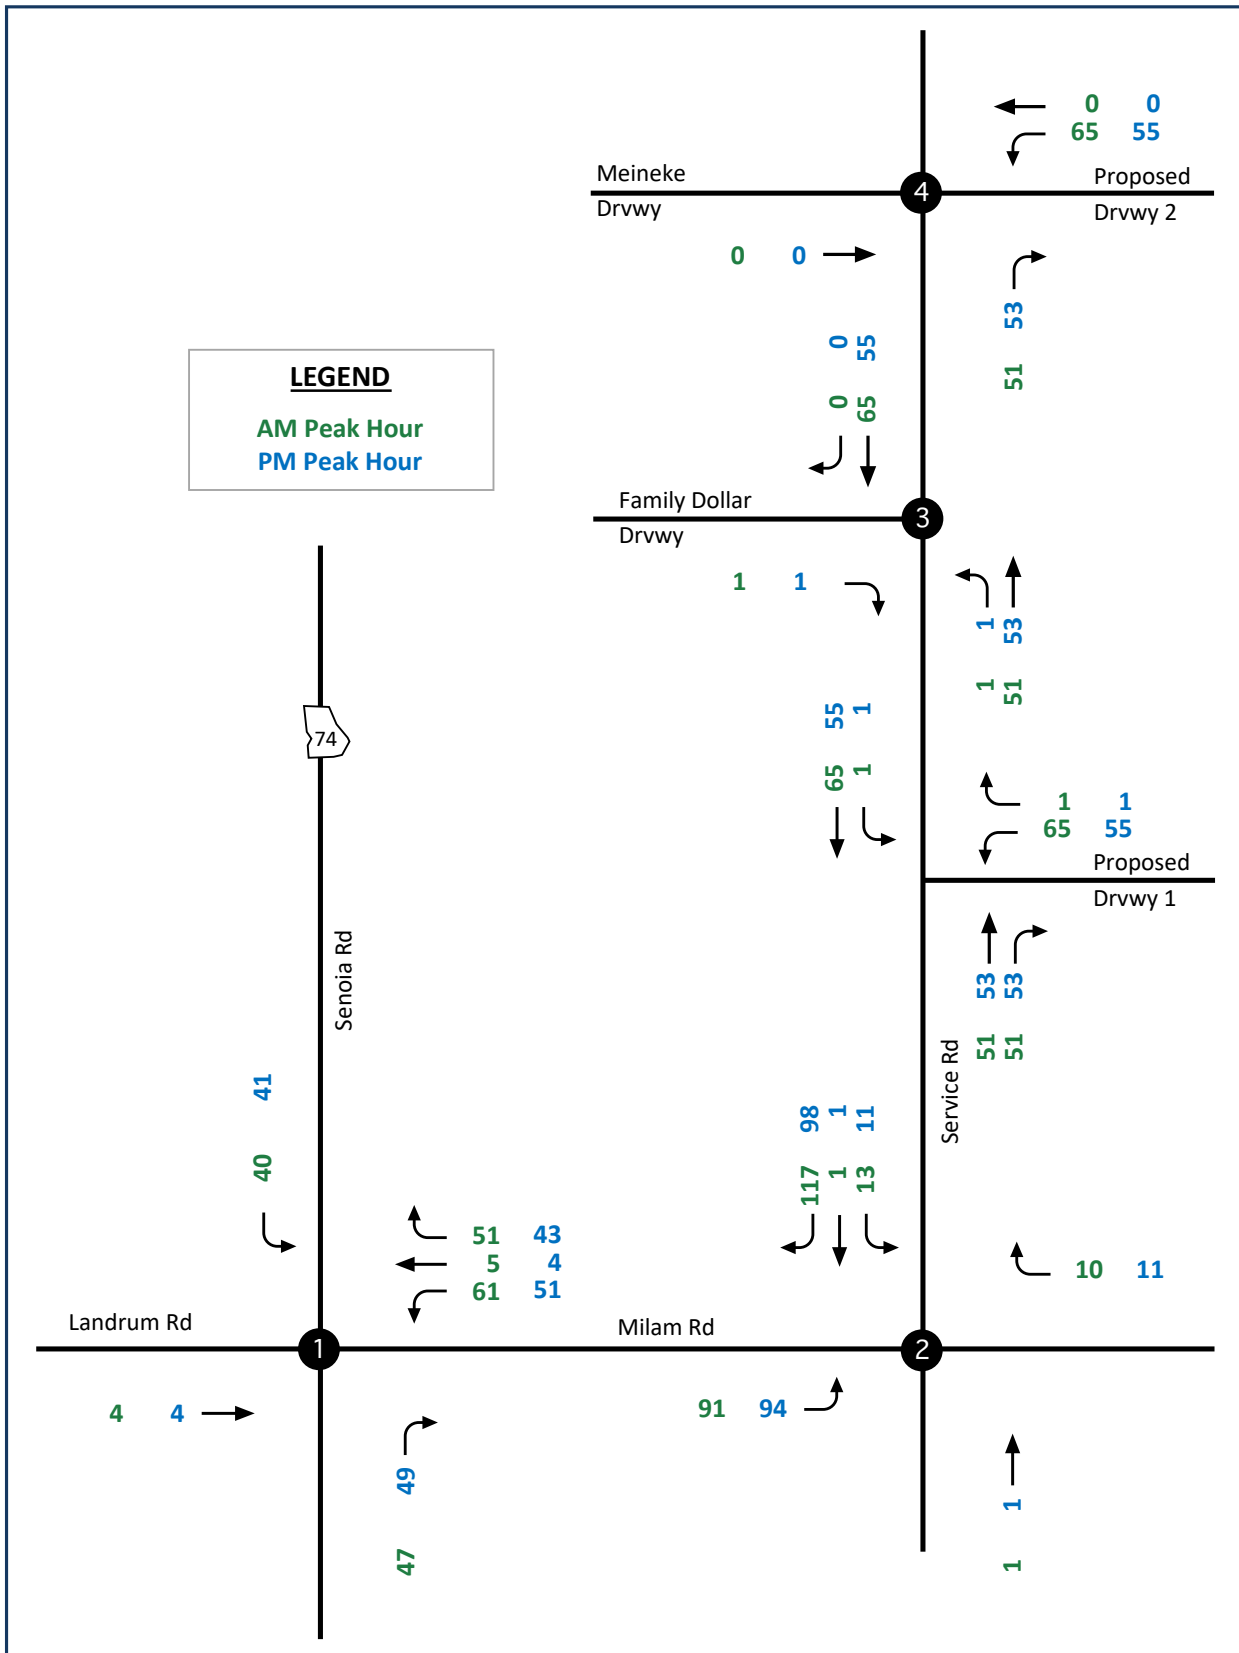 0 0
65 55
4
Meineke
Drvwy
Proposed
Drvwy 2
0 0
53
51
0 55
0 65
LEGEND
AM Peak Hour
PM Peak Hour
Family Dollar
Drvwy
3
1 1
1 53
1 51
55 1
65 1
74
1 1
65 55
Proposed
Drvwy 1
53 53
51 51
Senoia Rd
Service Rd
41
40
98 1 11
117 1 13
51 43
5 4
61 51
10 11
Landrum Rd
1
Milam Rd
2
4 4
91 94
49
47
1
1